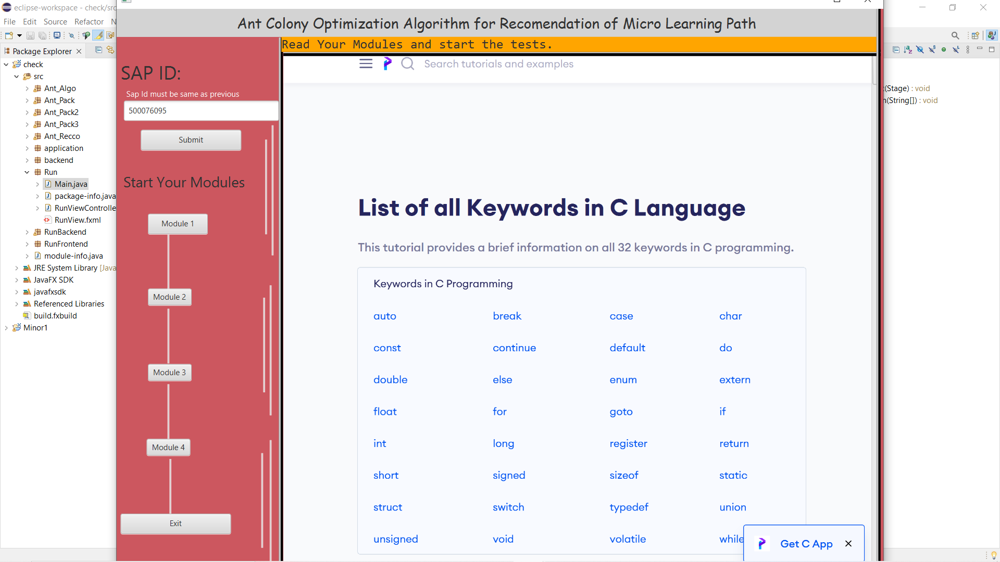 eclipse-workspace - check/src
File Edit Source Refactor N
Package Explorer
check
src
Ant_Algo
Ant_Pack
Ant_Pack2
Ant_Pack3
Ant_Recco
application
backend
Run
Main.java
package-info.java
RunViewControlle
RunView.fxml
RunBackend
RunFrontend
module-info.java
JRE System Library [Java
JavaFX SDK
javafxsdk
Referenced Libraries
build.fxbuild
Minor1
Ant Colony Optimization Algorithm for Recomendation of Micro Learning Path
SAP ID:
Sap Id must be same as previous
500076095
Submit
Start Your Modules
Module 1
Module 2
Module 3
Module 4
Exit
Read Your Modules and start the tests.
Search tutorials and examples
List of all Keywords in C Language
This tutorial provides a brief information on all 32 keywords in C programming.
Keywords in C Programming
auto break case char
const continue default do
double else enum extern
float for goto if
int long register return
short signed sizeof static
struct switch typedef union
unsigned void volatile while
Get C App
(Stage) : void
(String[]) : void